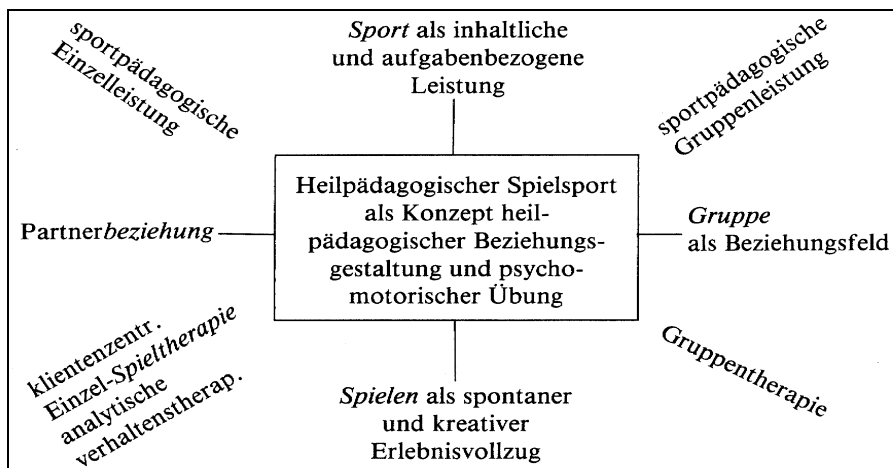 sportpädagogische
Einzelleistung
Sport als inhaltliche
und aufgabenbezogene
Leistung
sportpädagogische
Gruppenleistung
Partnerbeziehung
Heilpädagogischer Spielsport
als Konzept heil-
pädagogischer Beziehungs-
gestaltung und psycho-
motorischer Übung
Gruppe
als Beziehungsfeld
klientenzentr.
Einzel-Spieltherapie
analytische
verhaltenstherap.
Spielen als spontaner
und kreativer
Erlebnisvollzug
Gruppentherapie